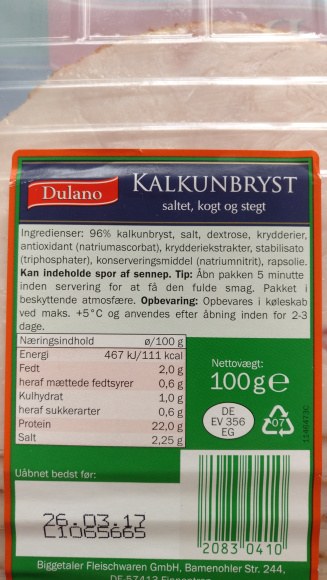 Dulano
KALKUNBRYST
saltet, kogt og stegt
Ingredienser: 96% kalkunbryst, salt, dextrose, krydderier,
antioxidant (natriumascorbat), krydderiekstrakter, stabilisato
(triphosphater), konserveringsmiddel (natriumnitrit), rapsolie.
Kan indeholde spor af sennep. Tip: Åbn pakken 5 minutte
inden servering for at få den fulde smag. Pakket i
beskyttende atmosfære. Opbevaring: Opbevares i køleskab
ved maks. +5°C og anvendes efter åbning inden for 2-3
dage.
Næringsindhold ø/100 g
Energi 467 kJ/111 kcal
Fedt 2,0 g
heraf mættede fedtsyrer 0,6 g
Kulhydrat 1,0 g
heraf sukkerarter 0,6 g
Protein 22,0 g
Salt 2,25 g
Nettovægt:
100g e
DE
EV 356
EG
07
Uåbnet bedst før:
26.03.17
C1065665
2083 0410
Biggetaler Fleischwaren GmbH, Bamenohler Str. 244,
DE-57413 Finnentrop